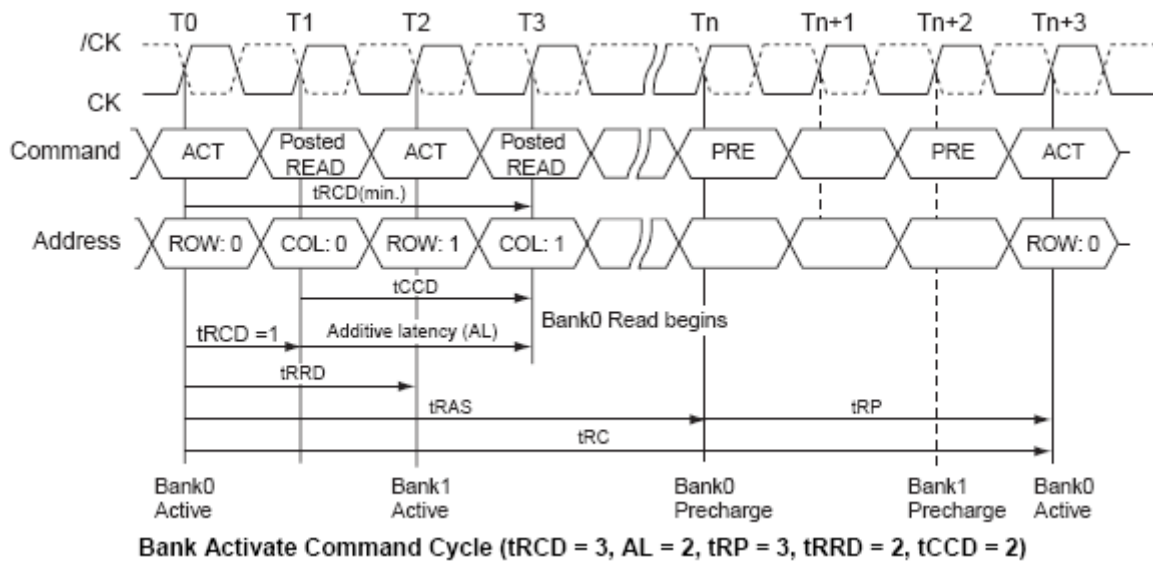 T0 T1 T2 T3 Tn Tn+1 Tn+2 Tn+3
/CK
CK
Command ACT Posted READ ACT Posted READ PRE PRE ACT
tRCD(min.)
Address ROW: 0 COL: 0 ROW: 1 COL: 1 ROW: 0
tCCD
Bank0 Read begins
tRCD =1 Additive latency (AL)
tRRD
tRAS tRP
tRC
Bank0 Active Bank1 Active Bank0 Precharge Bank1 Precharge Bank0 Active
Bank Activate Command Cycle (tRCD = 3, AL = 2, tRP = 3, tRRD = 2, tCCD = 2)